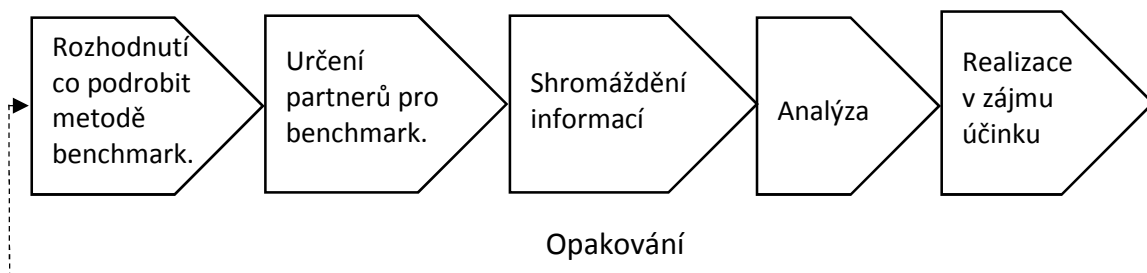 Rozhodnutí
co podrobit
metodě
benchmark.
Určení
partnerů pro
benchmark.
Shromáždění
informací
Analýza
Realizace
v zájmu
účinku
Opakování